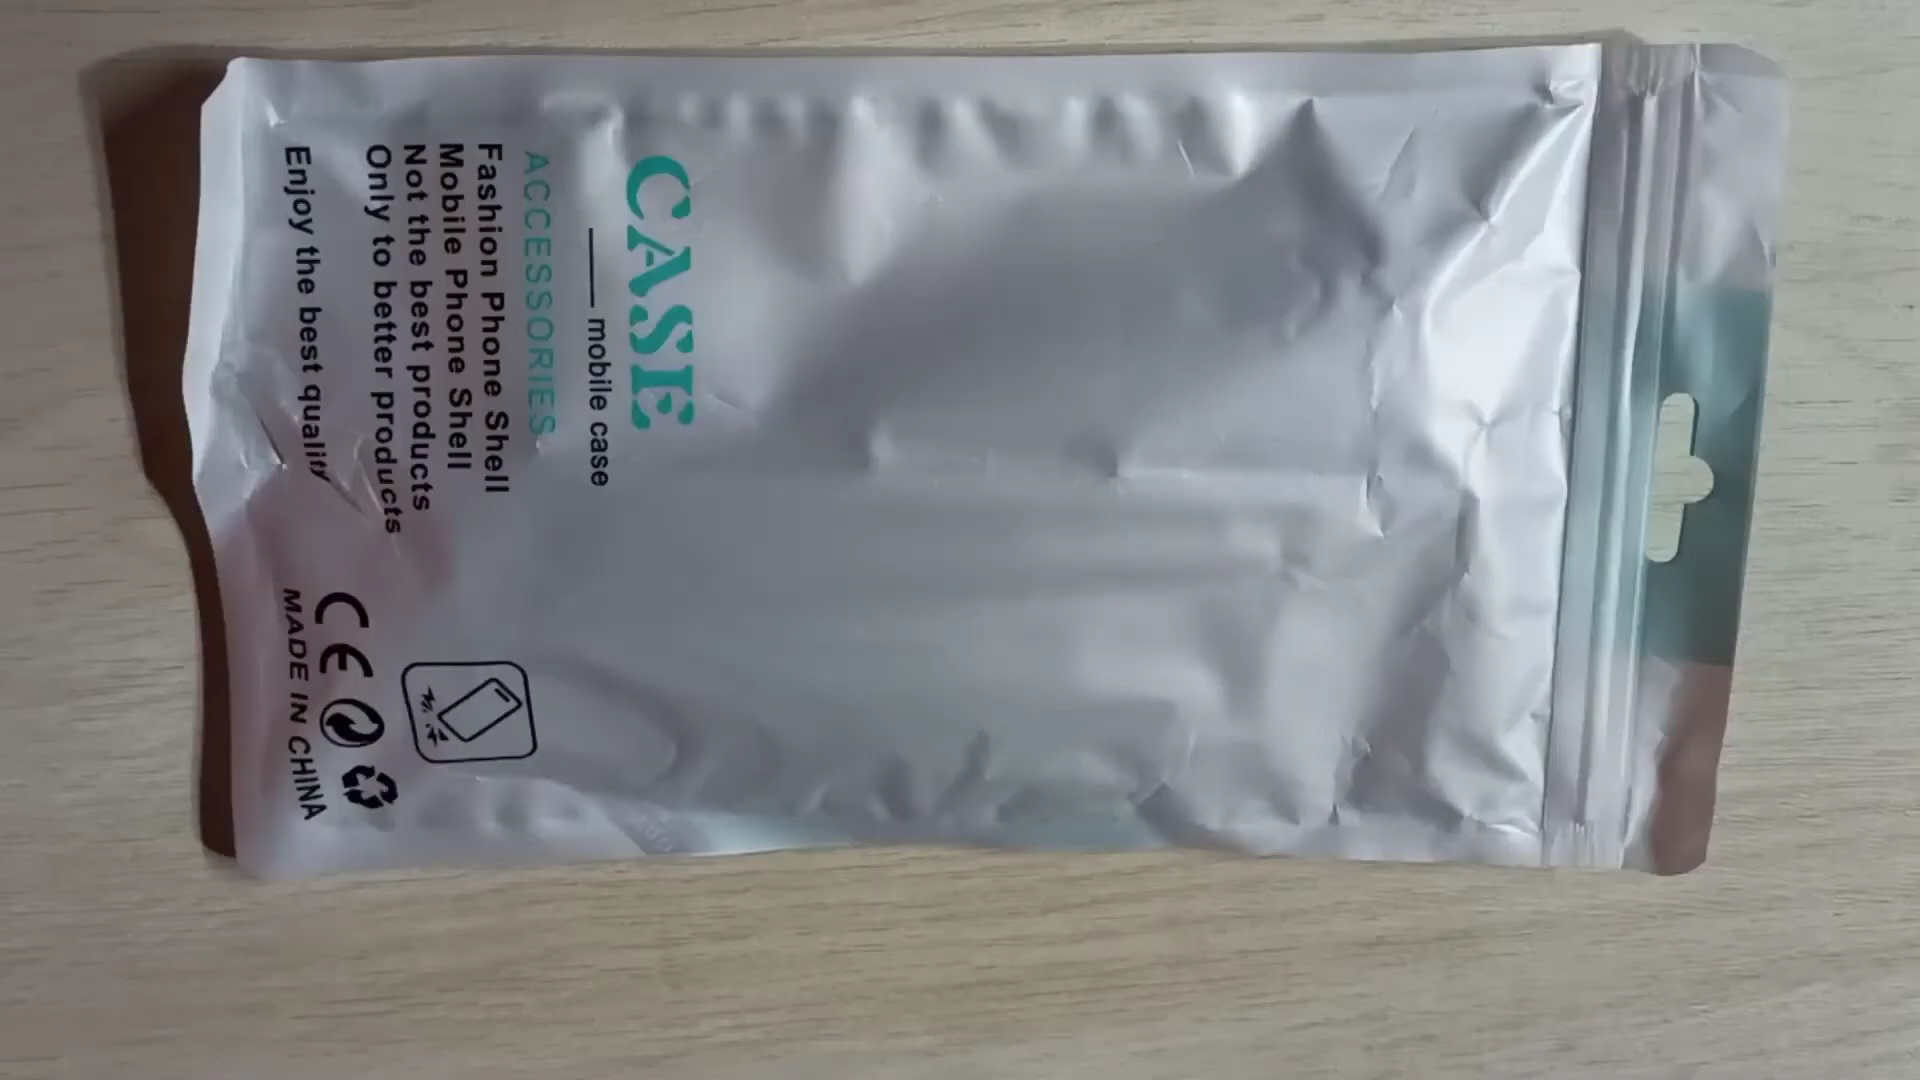 CASE
mobile case
ACCESSORIES
Fashion Phone Shell
Mobile Phone Shell
Not the best products
Only to better products
Enjoy the best quality
CE
MADE IN CHINA